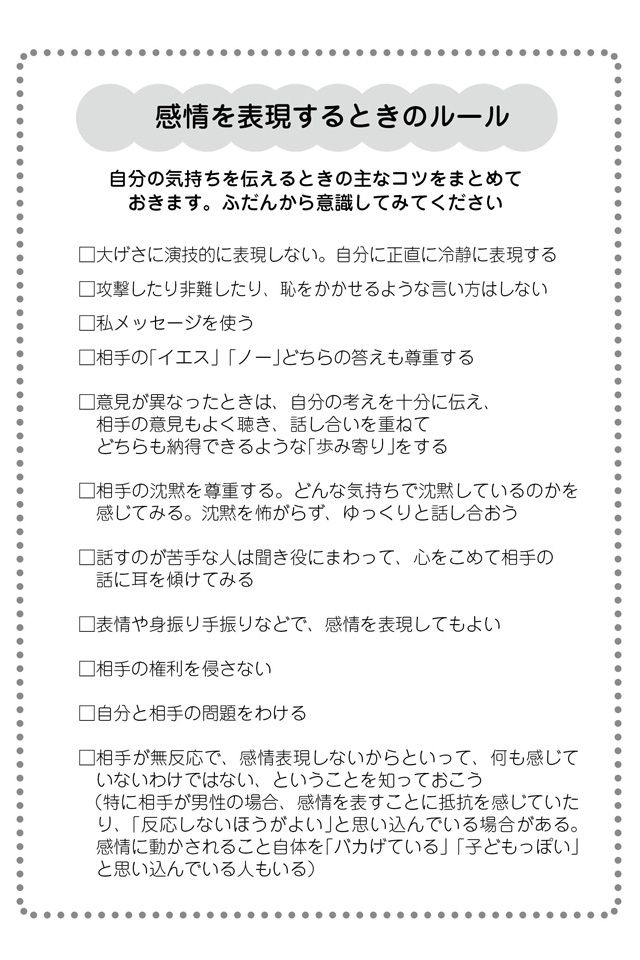 感情を表現するときのルール
自分の気持ちを伝えるときの主なコツをまとめて
おきます。ふだんから意識してみてください
□大げさに演技的に表現しない。自分に正直に冷静に表現する
□攻撃したり非難したり、恥をかかせるような言い方はしない
□私メッセージを使う
□相手の「イエス」「ノー」どちらの答えも尊重する
□意見が異なったときは、自分の考えを十分に伝え、
相手の意見もよく聴き、話し合いを重ねて
どちらも納得できるような「歩み寄り」をする
□相手の沈黙を尊重する。どんな気持ちで沈黙しているのかを
感じてみる。沈黙を怖がらず、ゆっくりと話し合おう
□話すのが苦手な人は聞き役にまわって、心をこめて相手の
話に耳を傾けてみる
□表情や身振り手振りなどで、感情を表現してもよい
□相手の権利を侵さない
□自分と相手の問題をわける
□相手が無反応で、感情表現しないからといって、何も感じて
いないわけではない、ということを知っておこう
（特に相手が男性の場合、感情を表すことに抵抗を感じていた
り、「反応しないほうがよい」と思い込んでいる場合がある。
感情に動かされること自体を「バカげている」「子どもっぽい」
と思い込んでいる人もいる）